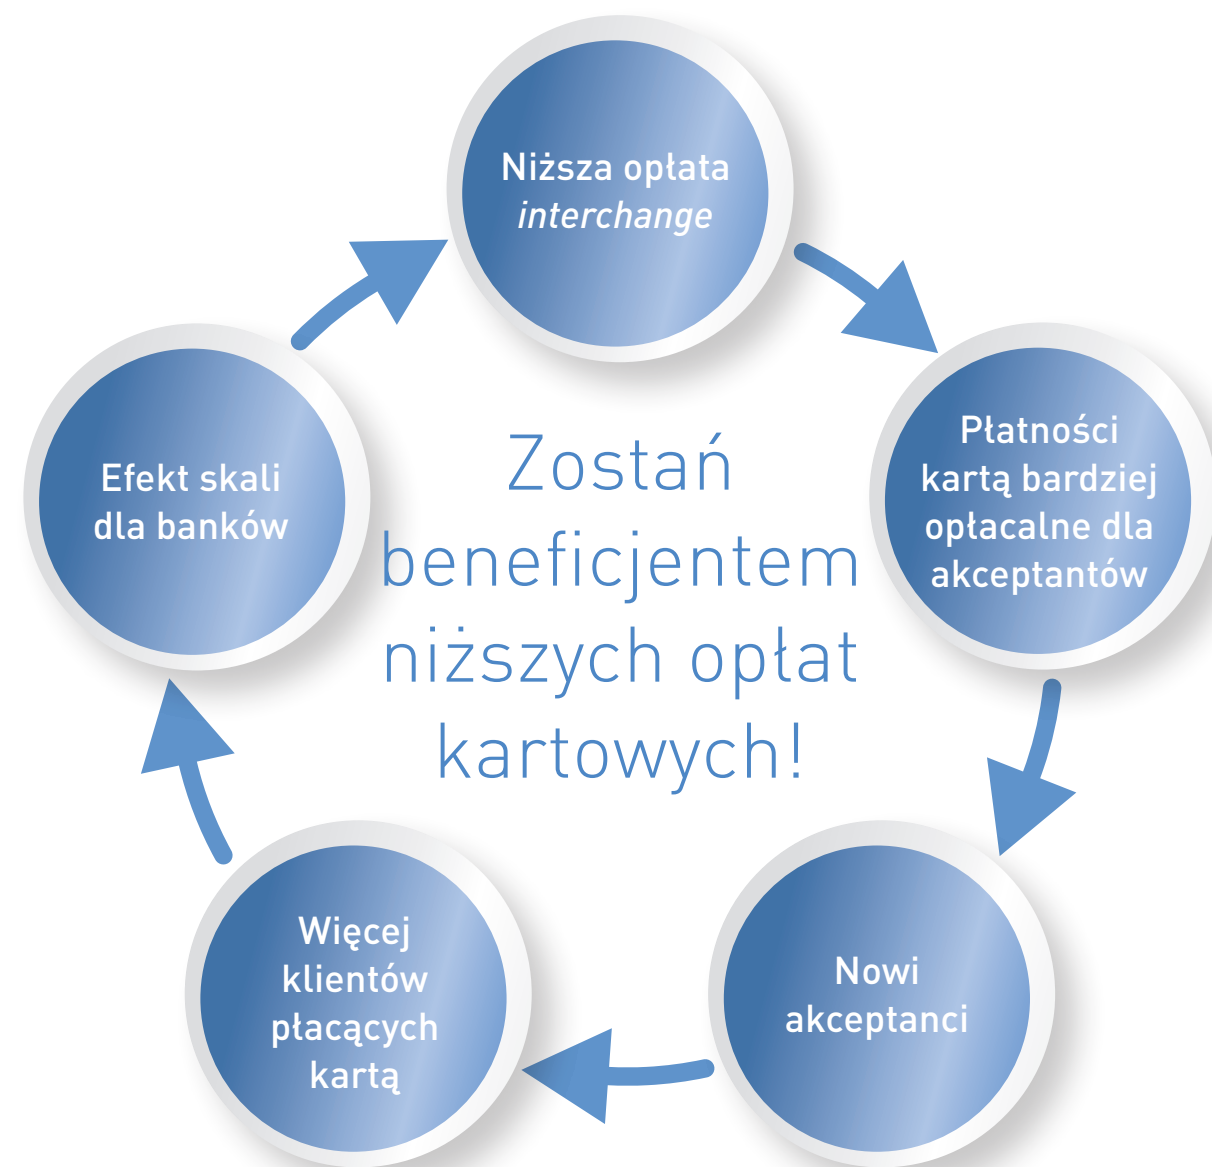 Niższa opłata
interchange
Płatności
kartą bardziej
opłacalne dla
akceptantów
Nowi
akceptanci
Więcej
klientów
płacących
kartą
Efekt skali
dla banków
Zostań
beneficjentem
niższych opłat
kartowych!